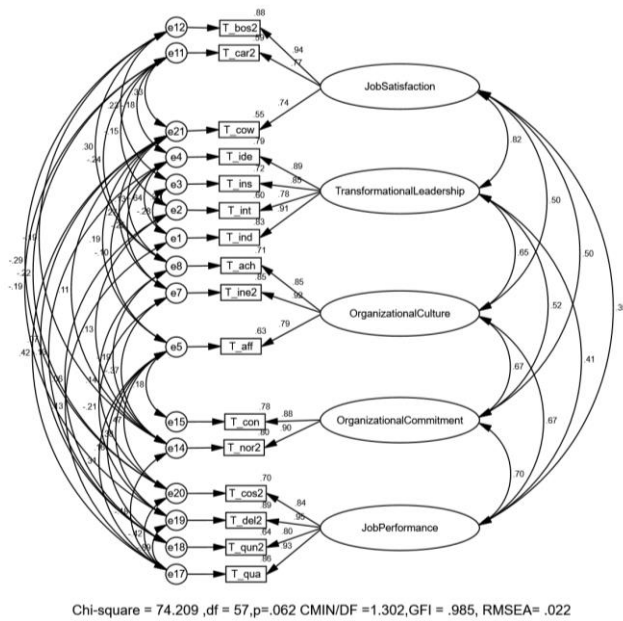 .88
e12 T_bos2
.59
e11 T_car2
.94
.77
JobSatisfaction
.74
.55
e21 T_cow
.79
e4 T_ide
.72
e3 T_ins
.60
e2 T_int
.83
e1 T_ind
.89
.85
.78
.91
TransformationalLeadership
.71
e8 T_ach
.85
e7 T_ine2
.63
e5 T_aff
.85
.92
.79
OrganizationalCulture
.78
e15 T_con
.80
e14 T_nor2
.88
.90
OrganizationalCommitment
.70
e20 T_cos2
.89
e19 T_del2
.64
e18 T_qun2
.86
e17 T_qua
.84
.95
.80
.93
JobPerformance
.82
.50
.50
.65
.52
.41
.67
.67
.70
.30
-.24
-.29
-.22
-.19
.42
.19
-.10
.11
.13
-.15
-.21
.18
Chi-square = 74.209 ,df = 57,p=.062 CMIN/DF =1.302,GFI = .985, RMSEA= .022